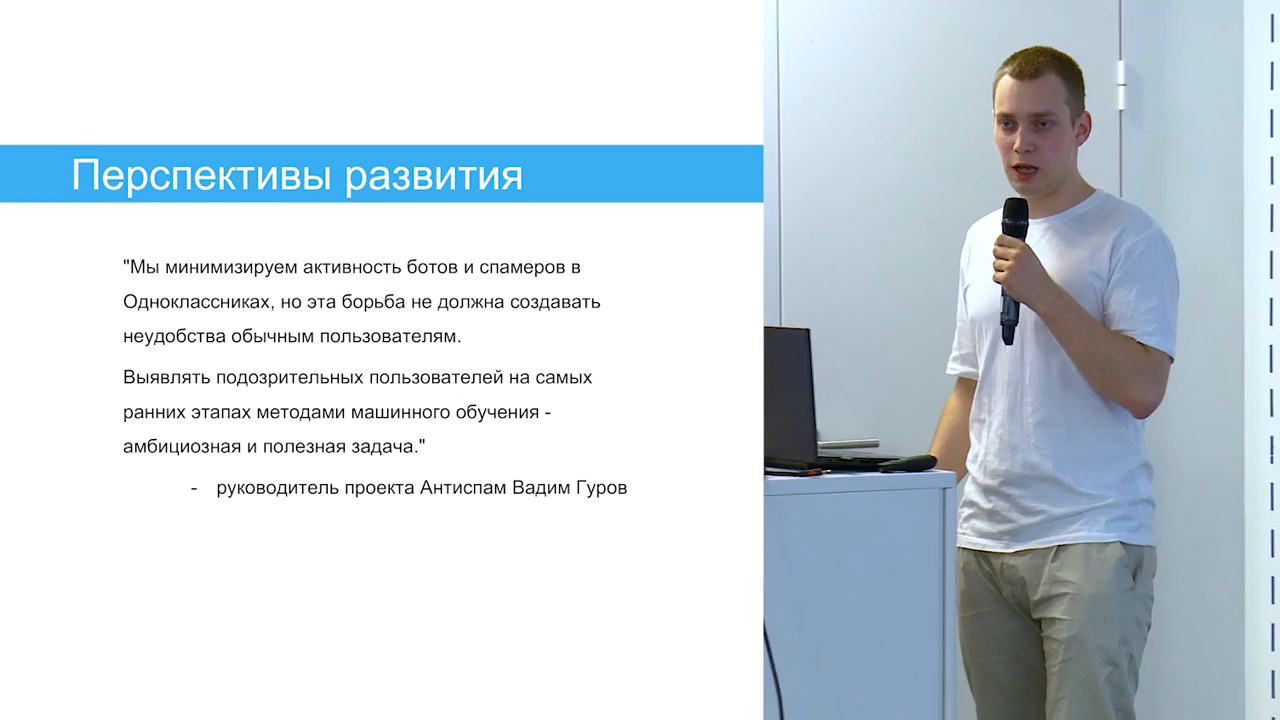 Перспективы развития
"Мы минимизируем активность ботов и спамеров в
Одноклассниках, но эта борьба не должна создавать
неудобства обычным пользователям.
Выявлять подозрительных пользователей на самых
ранних этапах методами машинного обучения -
амбициозная и полезная задача."
- руководитель проекта Антиспам Вадим Гуров